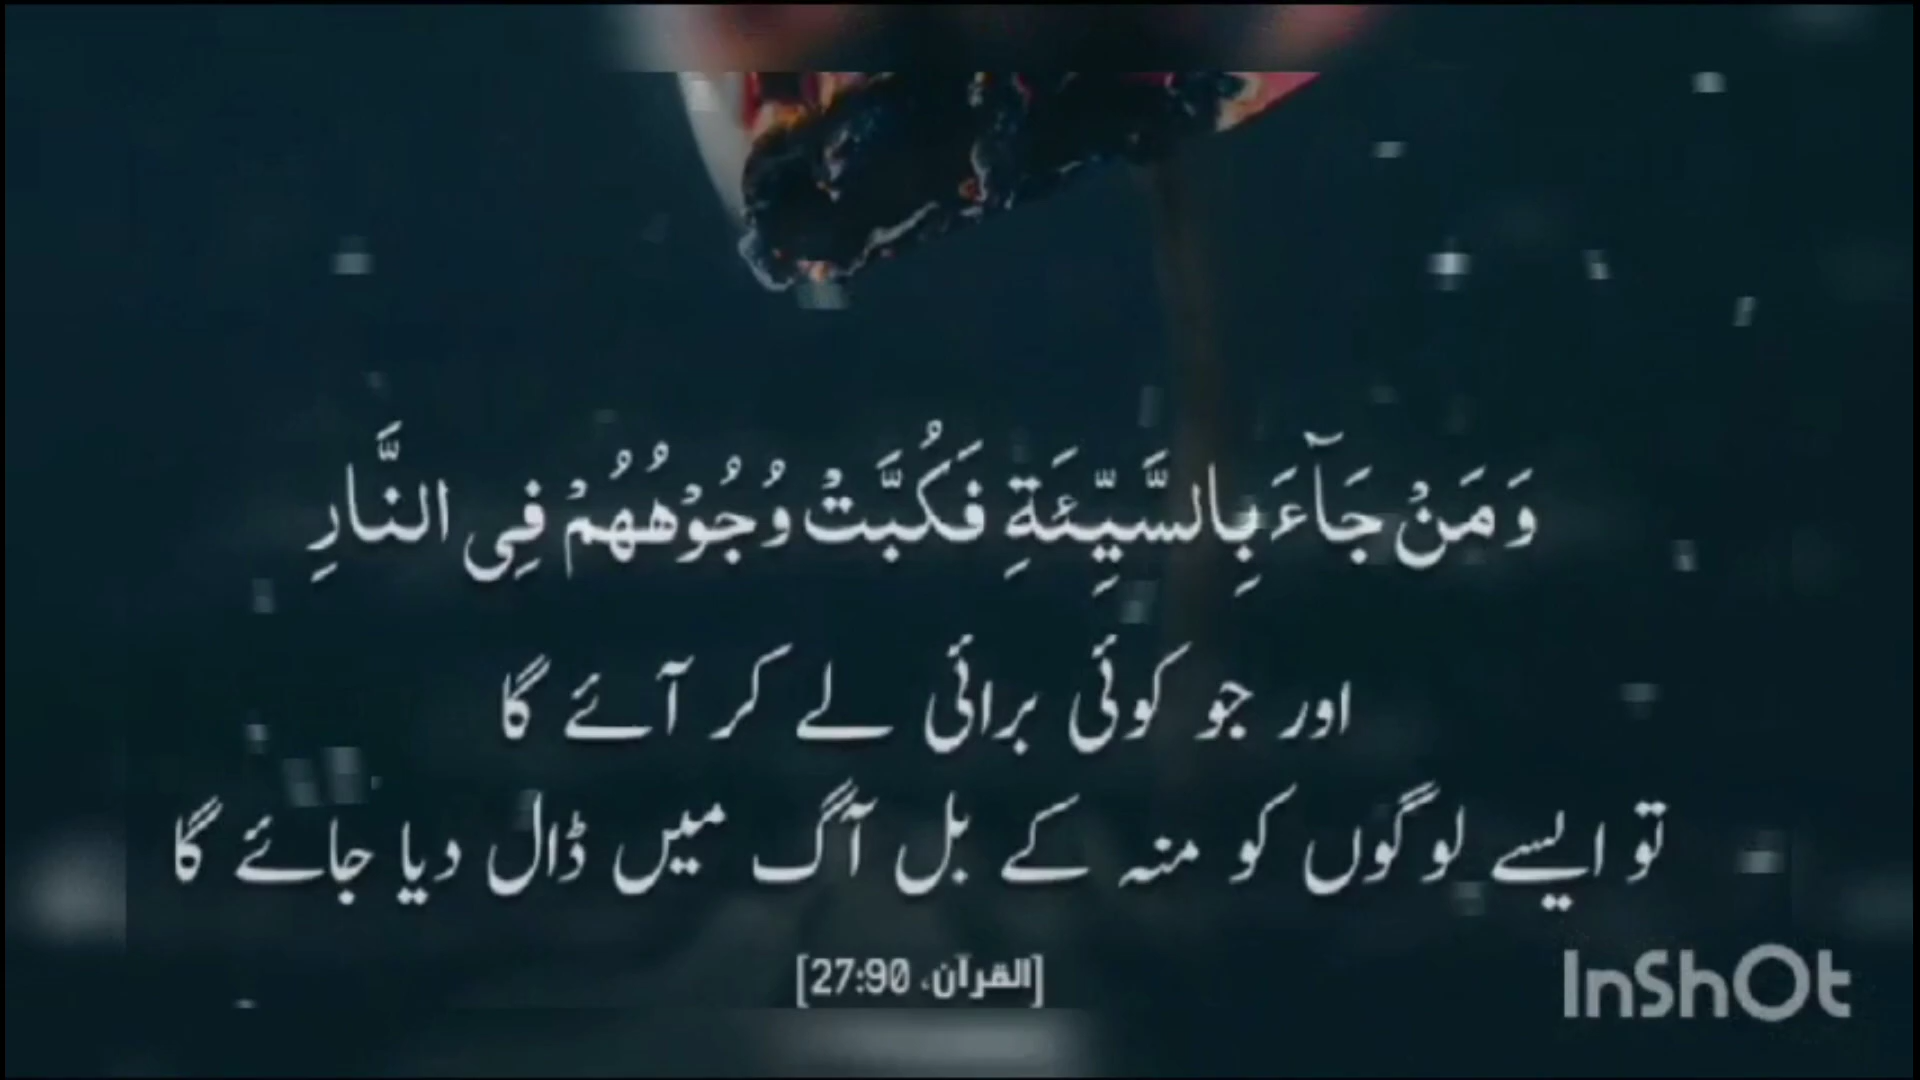 وَمَنْ جَآءَ بِالسَّيِّئَةِ فَكُبَّتْ وُجُوْهُهُمْ فِی النَّارِ
اور جو کوئی برائی لے کر آئے گا
تو ایسے لوگوں کو منہ کے بل آگ میں ڈال دیا جائے گا
[القرآن، 27:90]
InShOt